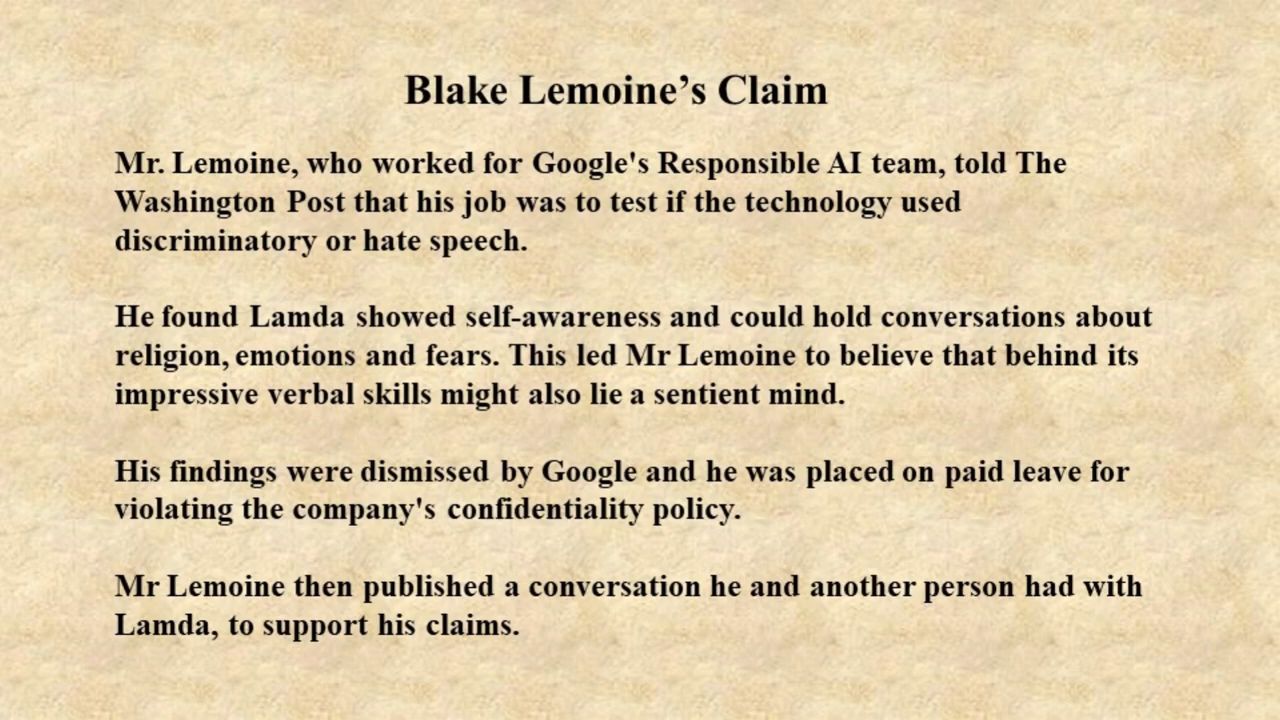 Blake Lemoine’s Claim
Mr. Lemoine, who worked for Google's Responsible AI team, told The
Washington Post that his job was to test if the technology used
discriminatory or hate speech.
He found Lamda showed self-awareness and could hold conversations about
religion, emotions and fears. This led Mr Lemoine to believe that behind its
impressive verbal skills might also lie a sentient mind.
His findings were dismissed by Google and he was placed on paid leave for
violating the company's confidentiality policy.
Mr Lemoine then published a conversation he and another person had with
Lamda, to support his claims.